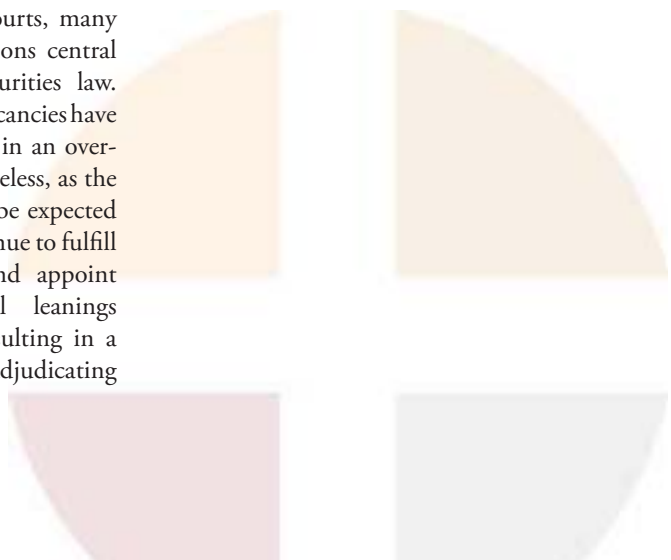 ourts, many
ons central
urities law.
cancies have
in an over-
eless, as the
be expected
nue to fulfill
nd appoint
l leanings
ulting in a
djudicating